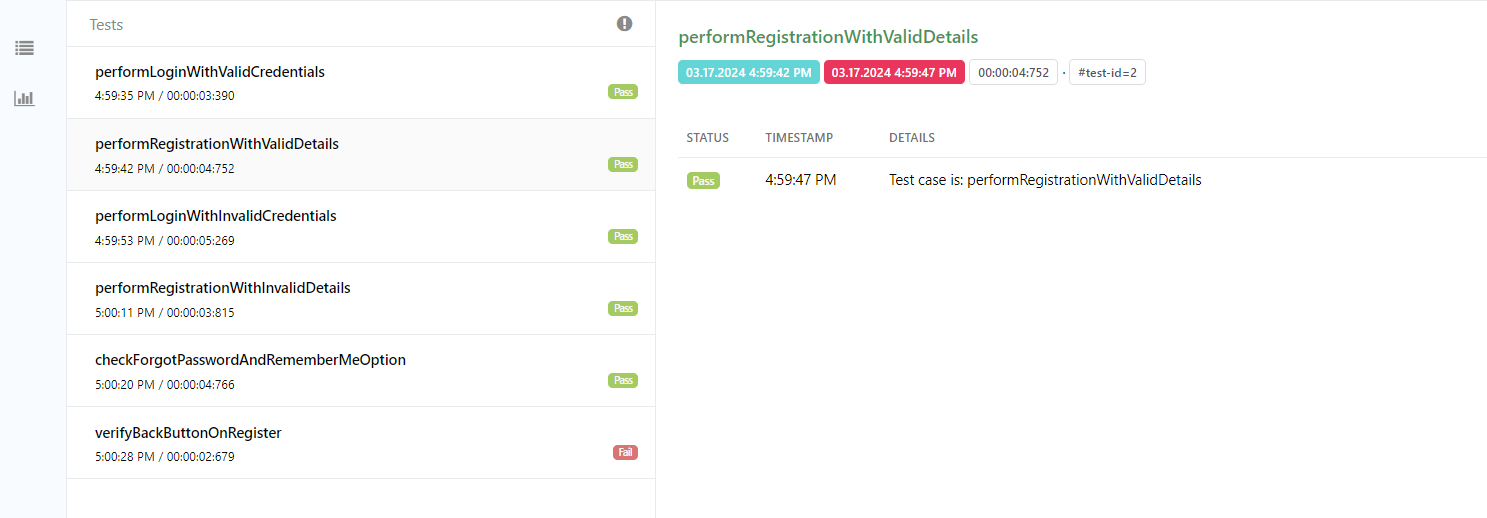 Tests
performLoginWithValidCredentials
4:59:35 PM / 00:00:03:390
Pass
performRegistrationWithValidDetails
4:59:42 PM / 00:00:04:752
Pass
performLoginWithInvalidCredentials
4:59:53 PM / 00:00:05:269
Pass
performRegistrationWithInvalidDetails
5:00:11 PM / 00:00:03:815
Pass
checkForgotPasswordAndRememberMeOption
5:00:20 PM / 00:00:04:766
Pass
verifyBackButtonOnRegister
5:00:28 PM / 00:00:02:679
Fail
performRegistrationWithValidDetails
03.17.2024 4:59:42 PM 03.17.2024 4:59:47 PM 00:00:04:752 · #test-id=2
STATUS TIMESTAMP DETAILS
Pass 4:59:47 PM Test case is: performRegistrationWithValidDetails